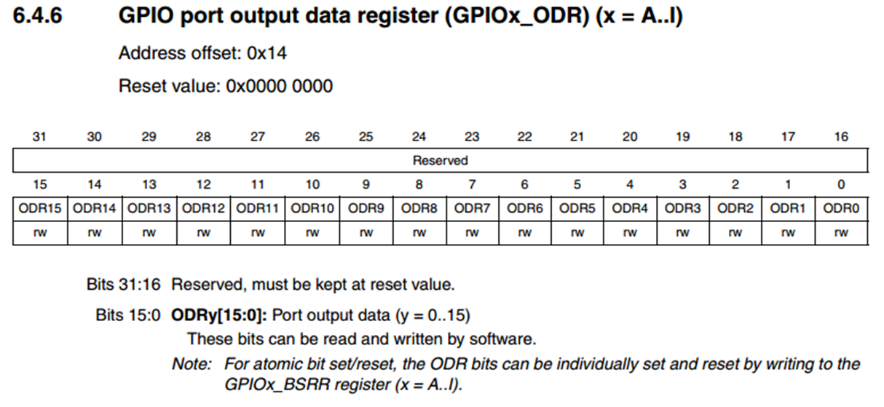 6.4.6 GPIO port output data register (GPIOx_ODR) (x = A..I)
Address offset: 0x14
Reset value: 0x0000 0000
31 30 29 28 27 26 25 24 23 22 21 20 19 18 17 16
Reserved
15 14 13 12 11 10 9 8 7 6 5 4 3 2 1 0
ODR15 ODR14 ODR13 ODR12 ODR11 ODR10 ODR9 ODR8 ODR7 ODR6 ODR5 ODR4 ODR3 ODR2 ODR1 ODR0
rw rw rw rw rw rw rw rw rw rw rw rw rw rw rw rw
Bits 31:16 Reserved, must be kept at reset value.
Bits 15:0 ODRy[15:0]: Port output data (y = 0..15)
These bits can be read and written by software.
Note: For atomic bit set/reset, the ODR bits can be individually set and reset by writing to the
GPIOx_BSRR register (x = A..I).